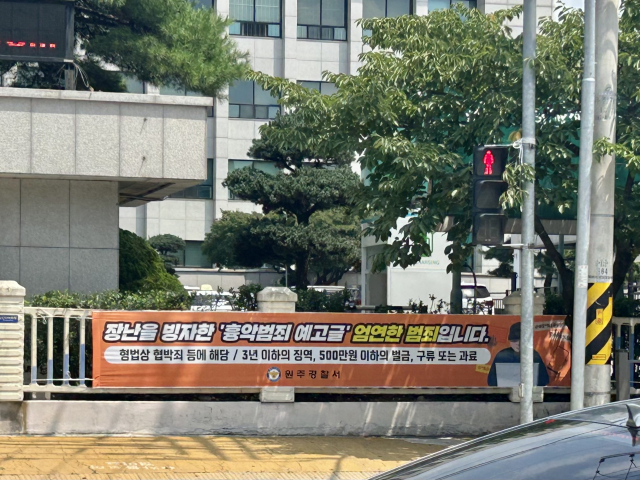 장난을 빙자한 '흉악범죄 예고글' 엄연한 범죄입니다.
형법상 협박죄 등에 해당 / 3년 이하의 징역, 500만원 이하의 벌금, 구류 또는 과료
원주경찰서